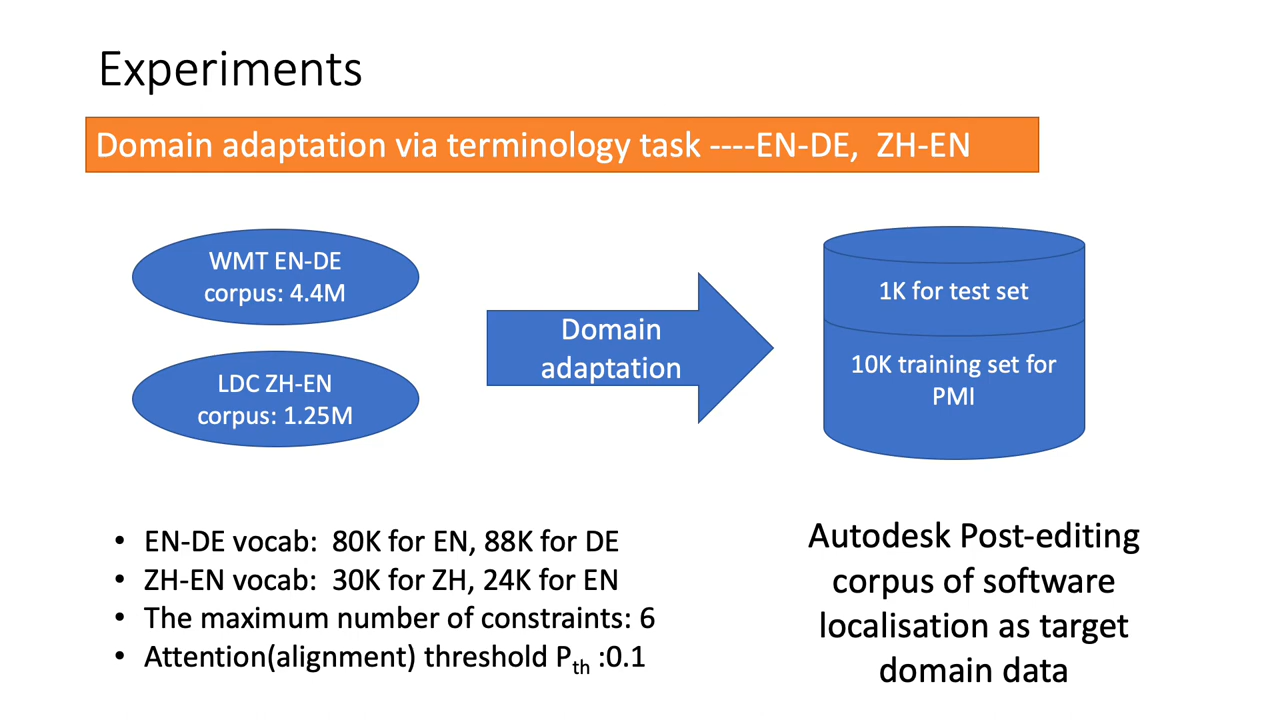 Experiments
Domain adaptation via terminology task ----EN-DE, ZH-EN
WMT EN-DE
corpus: 4.4M
LDC ZH-EN
corpus: 1.25M
Domain
adaptation
1K for test set
10K training set for
PMI
• EN-DE vocab: 80K for EN, 88K for DE
• ZH-EN vocab: 30K for ZH, 24K for EN
• The maximum number of constraints: 6
• Attention(alignment) threshold Pth :0.1
Autodesk Post-editing
corpus of software
localisation as target
domain data